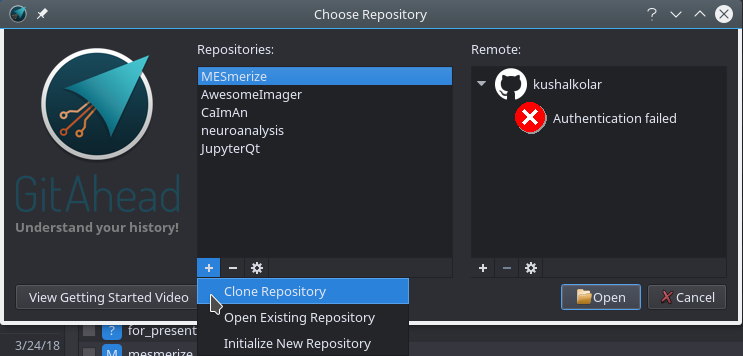 Choose Repository
Repositories:
Remote:
GitAhead
Understand your history!
MESmerize
AwesomeImager
CaImAn
neuroanalysis
JupyterQt
kushalkolar
Authentication failed
View Getting Started Video
Clone Repository
Open Existing Repository
Initialize New Repository
Open
Cancel
? for_present
3/24/18
M mesmerize